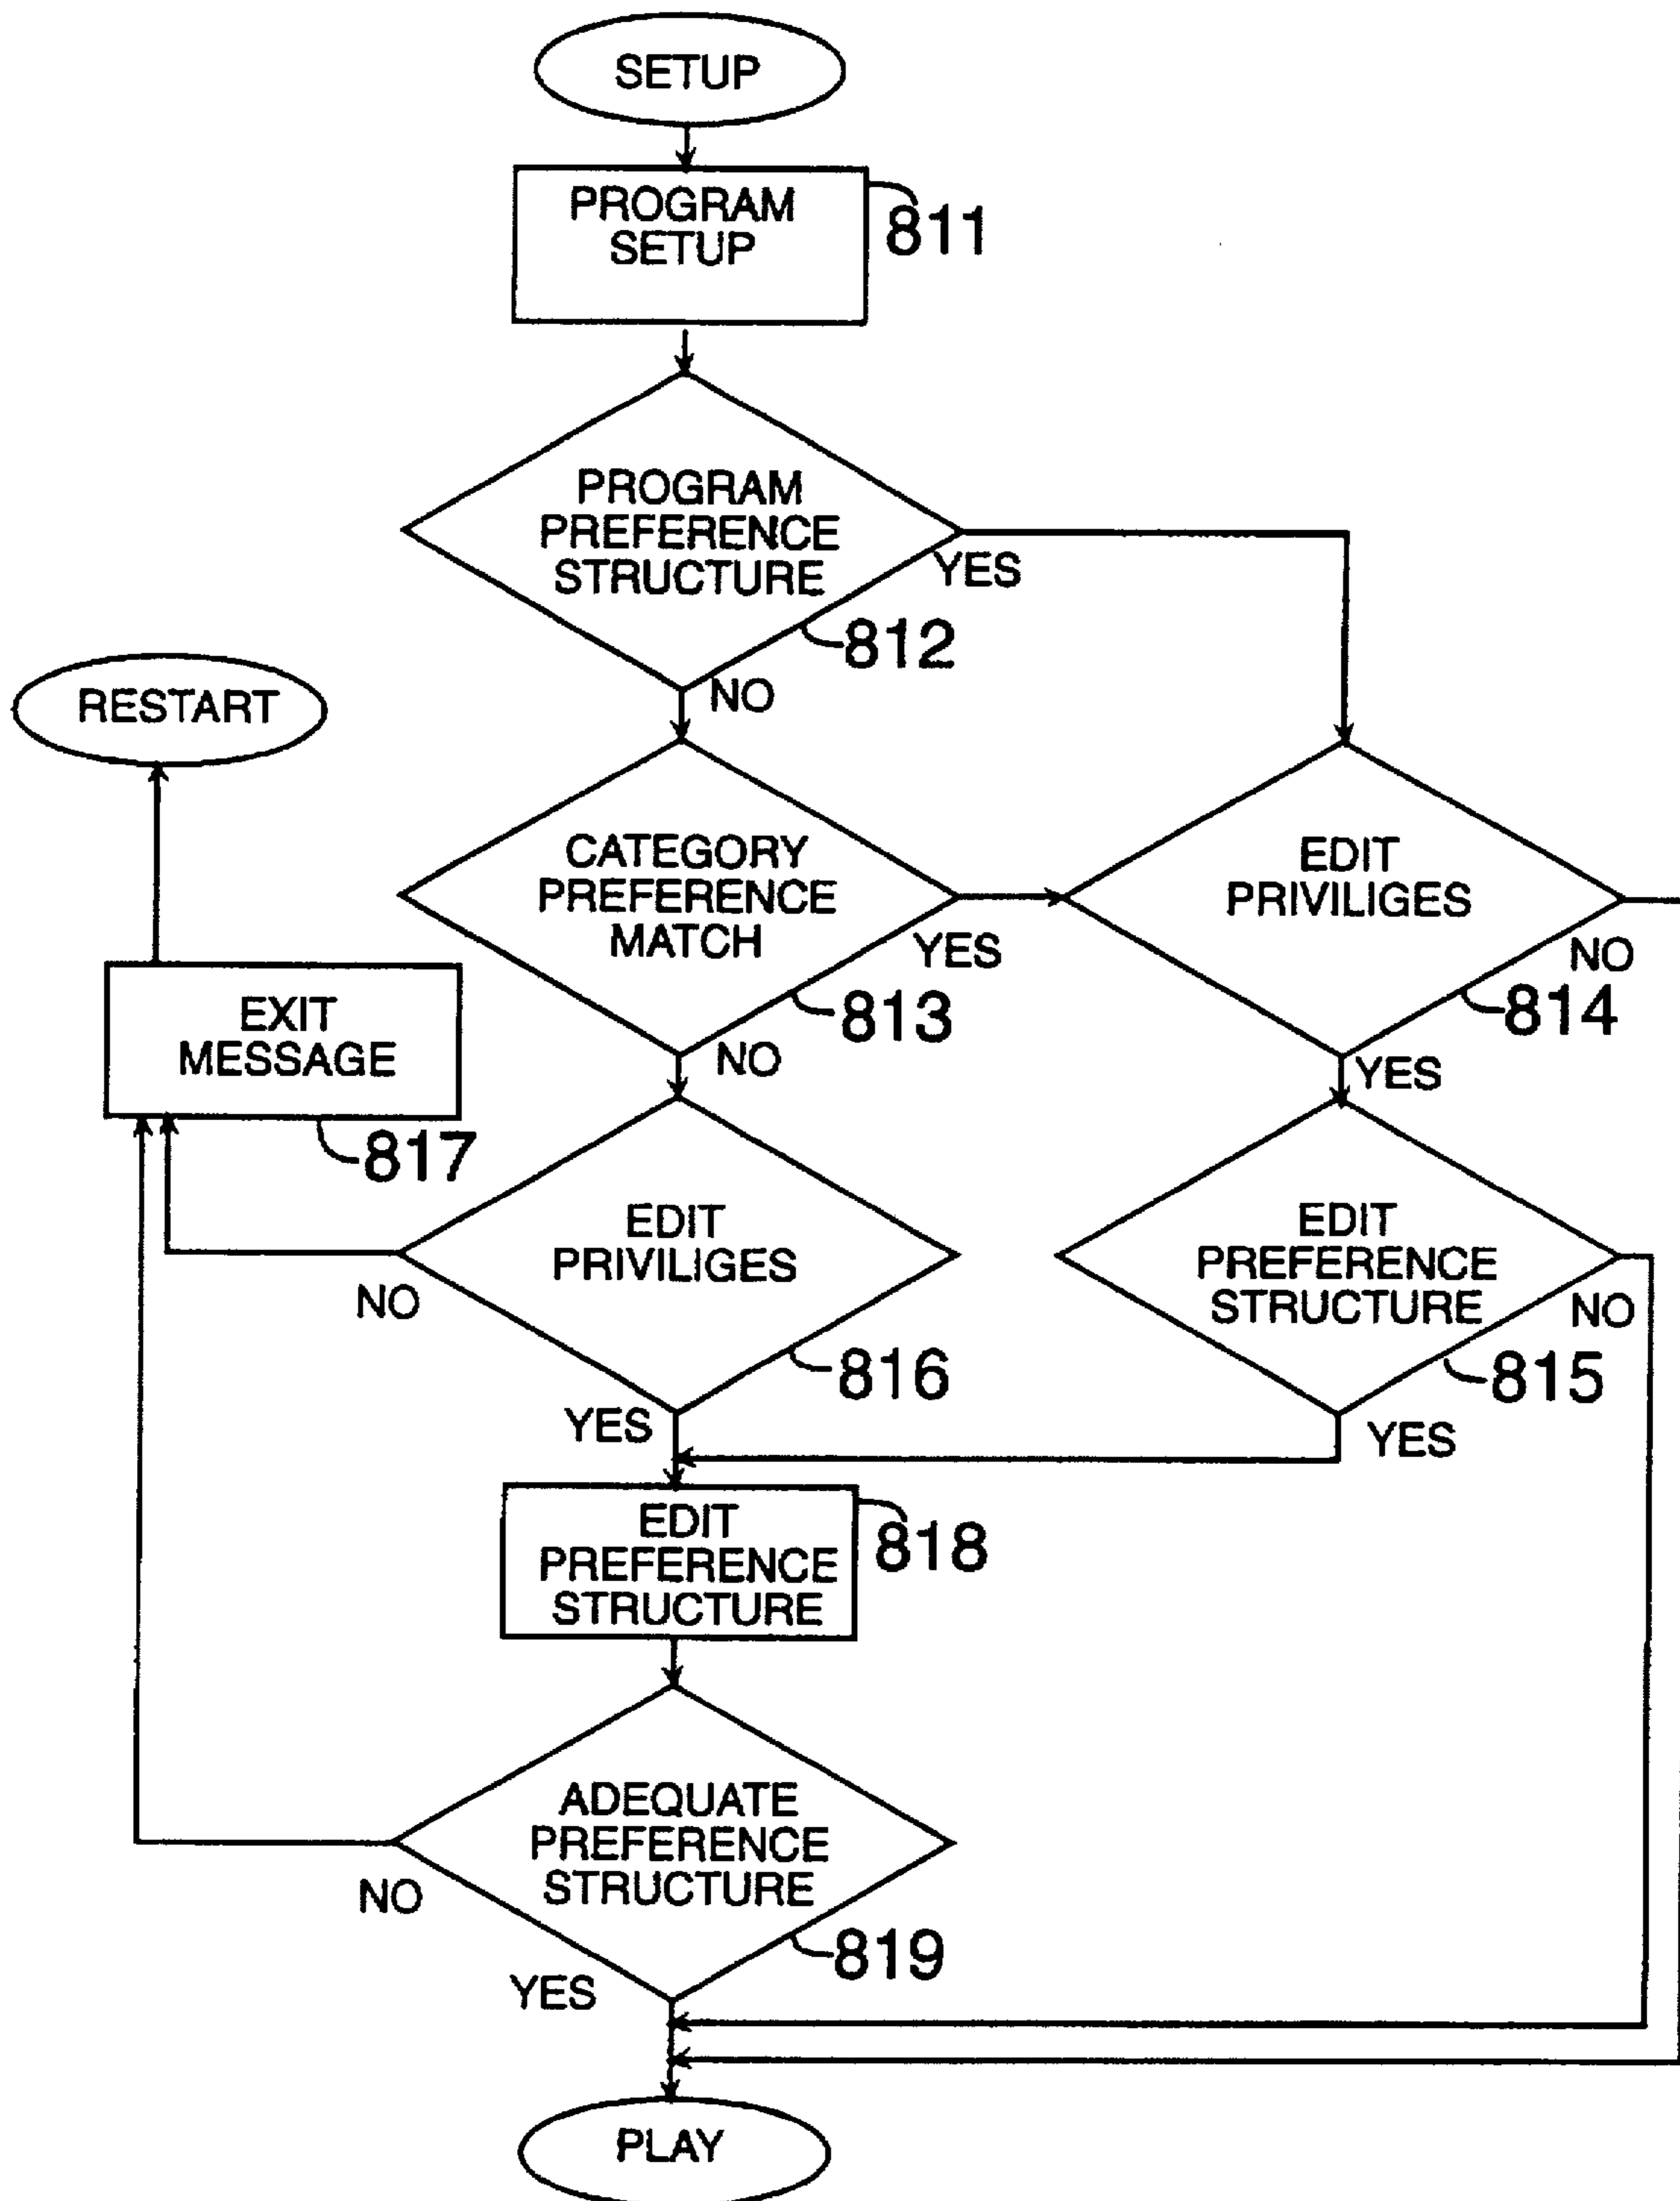 SETUP
PROGRAM
SETUP
811
PROGRAM
PREFERENCE
STRUCTURE
YES
812
NO
RESTART
CATEGORY
PREFERENCE
MATCH
YES
813
NO
EDIT
PRIVILIGES
NO
814
YES
EXIT
MESSAGE
817
EDIT
PRIVILIGES
NO
816
YES
EDIT
PREFERENCE
STRUCTURE
NO
815
YES
EDIT
PREFERENCE
STRUCTURE
818
ADEQUATE
PREFERENCE
STRUCTURE
NO
819
YES
PLAY